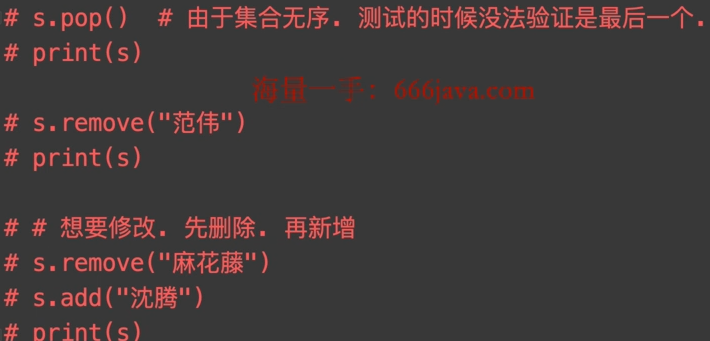 # s.pop()  # 由于集合无序. 测试的时候没法验证是最后一个.
# print(s)
海量一手：666java.com
# s.remove("范伟")
# print(s)
# # 想要修改. 先删除. 再新增
# s.remove("麻花藤")
# s.add("沈腾")
# print(s)